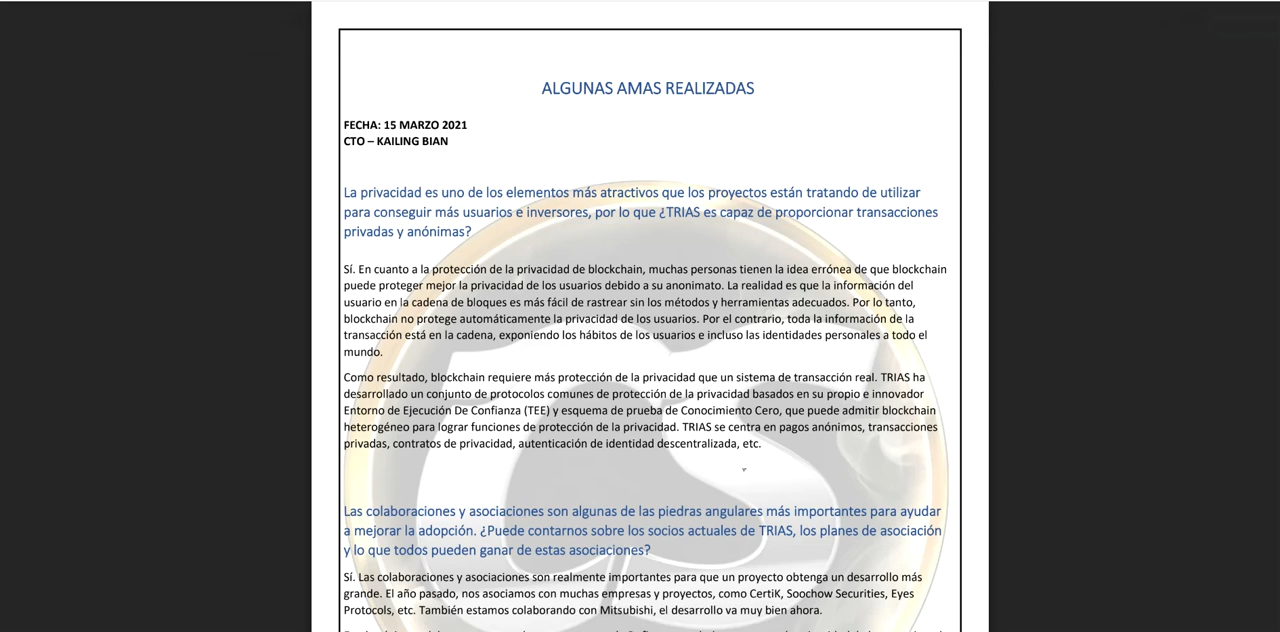 ALGUNAS AMAS REALIZADAS
FECHA: 15 MARZO 2021
CTO – KAILING BIAN
La privacidad es uno de los elementos más atractivos que los proyectos están tratando de utilizar
para conseguir más usuarios e inversores, por lo que ¿TRIAS es capaz de proporcionar transacciones
privadas y anónimas?
Sí. En cuanto a la protección de la privacidad de blockchain, muchas personas tienen la idea errónea de que blockchain
puede proteger mejor la privacidad de los usuarios debido a su anonimato. La realidad es que la información del
usuario en la cadena de bloques es más fácil de rastrear sin los métodos y herramientas adecuados. Por lo tanto,
blockchain no protege automáticamente la privacidad de los usuarios. Por el contrario, toda la información de la
transacción está en la cadena, exponiendo los hábitos de los usuarios e incluso las identidades personales a todo el
mundo.
Como resultado, blockchain requiere más protección de la privacidad que un sistema de transacción real. TRIAS ha
desarrollado un conjunto de protocolos comunes de protección de la privacidad basados en su propio e innovador
Entorno de Ejecución De Confianza (TEE) y esquema de prueba de Conocimiento Cero, que puede admitir blockchain
heterogéneo para lograr funciones de protección de la privacidad. TRIAS se centra en pagos anónimos, transacciones
privadas, contratos de privacidad, autenticación de identidad descentralizada, etc.
Las colaboraciones y asociaciones son algunas de las piedras angulares más importantes para ayudar
a mejorar la adopción. ¿Puede contarnos sobre los socios actuales de TRIAS, los planes de asociación
y lo que todos pueden ganar de estas asociaciones?
Sí. Las colaboraciones y asociaciones son realmente importantes para que un proyecto obtenga un desarrollo más
grande. El año pasado, nos asociamos con muchas empresas y proyectos, como CertiK, Soochow Securities, Eyes
Protocols, etc. También estamos colaborando con Mitsubishi, el desarrollo va muy bien ahora.